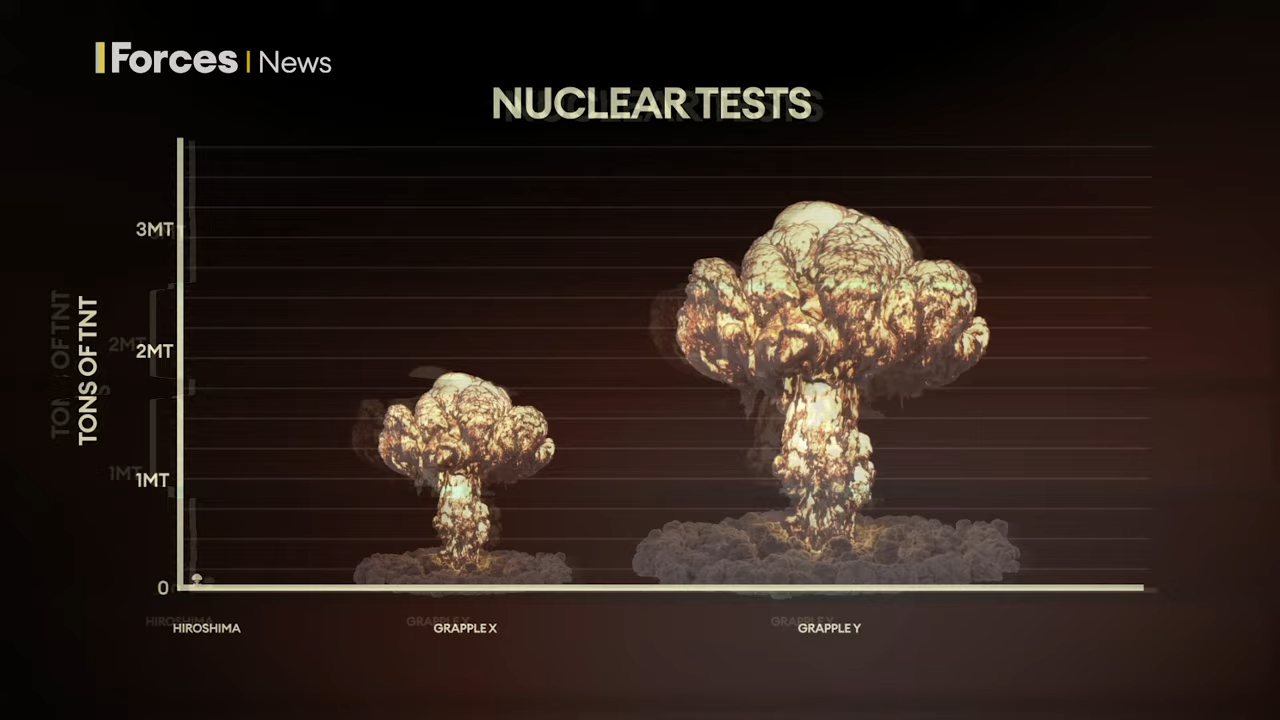 Forces | News
NUCLEAR TESTS
3MT
2MT
1MT
0
TONS OF TNT
HIROSHIMA
GRAPPLE X
GRAPPLE Y